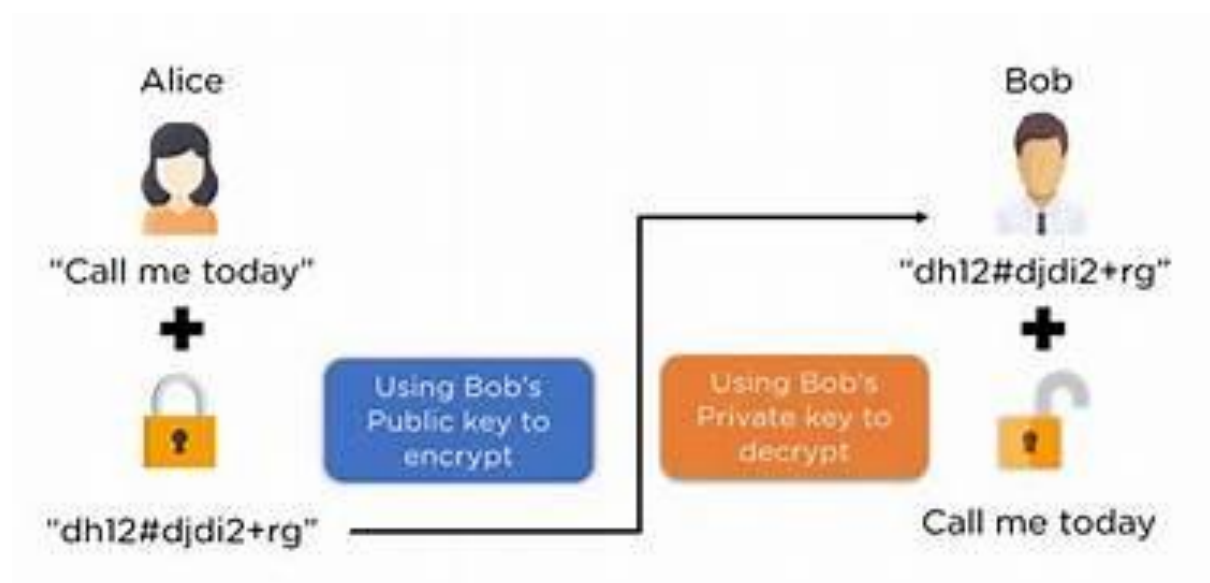 Alice
"Call me today"
Using Bob's
Public key to
encrypt
"dh12#djdi2+rg"
Bob
"dh12#djdi2+rg"
Using Bob's
Private key to
decrypt
Call me today